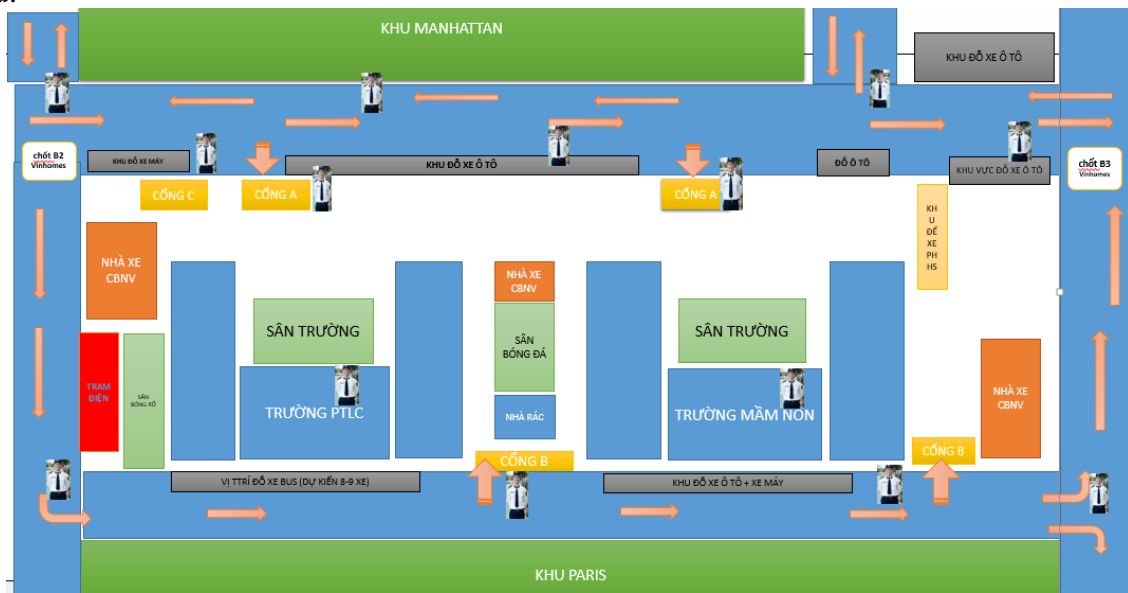 KHU MANHATTAN
KHU ĐỖ XE Ô TÔ
chốt B2
Vinhomes
KHU ĐỖ XE MÁY
KHU ĐỖ XE Ô TÔ
ĐỖ Ô TÔ
KHU VỰC ĐỖ XE Ô TÔ
chốt B3
Vinhomes
CỔNG C
CỔNG A
CỔNG A
KH
U
ĐỂ
XE
PH
HS
NHÀ XE
CBNV
NHÀ XE
CBNV
SÂN TRƯỜNG
SÂN
BÓNG ĐÁ
SÂN TRƯỜNG
TRẠM
ĐIỆN
SÂN
BÓNG RỔ
TRƯỜNG PTLC
NHÀ RÁC
TRƯỜNG MẦM NON
NHÀ XE
CBNV
CỔNG B
CỔNG B
VỊ TTRÍ ĐỖ XE BUS (DỰ KIẾN 8-9 XE)
KHU ĐỖ XE Ô TÔ + XE MÁY
KHU PARIS